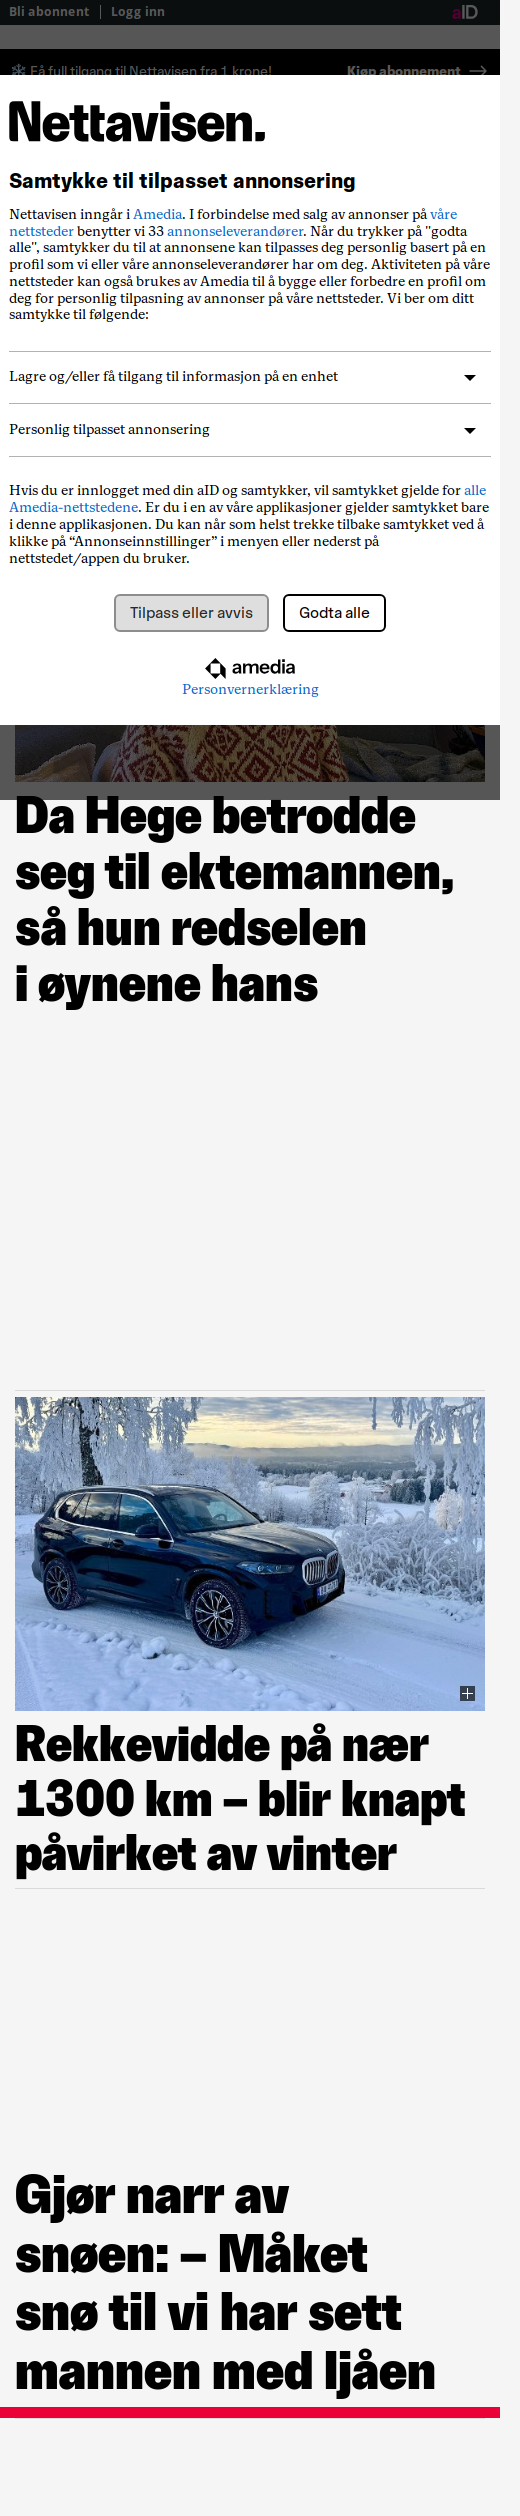 Bli abonnent | Logg inn
aID
Få full tilgang til Nettavisen fra 1 krone!
Kjøp abonnement →
Nettavisen.
Samtykke til tilpasset annonsering
Nettavisen inngår i Amedia. I forbindelse med salg av annonser på våre
nettsteder benytter vi 33 annonseleverandører. Når du trykker på "godta
alle", samtykker du til at annonsene kan tilpasses deg personlig basert på en
profil som vi eller våre annonseleverandører har om deg. Aktiviteten på våre
nettsteder kan også brukes av Amedia til å bygge eller forbedre en profil om
deg for personlig tilpasning av annonser på våre nettsteder. Vi ber om ditt
samtykke til følgende:
Lagre og/eller få tilgang til informasjon på en enhet
Personlig tilpasset annonsering
Hvis du er innlogget med din aID og samtykker, vil samtykket gjelde for alle
Amedia-nettstedene. Er du i en av våre applikasjoner gjelder samtykket bare
i denne applikasjonen. Du kan når som helst trekke tilbake samtykket ved å
klikke på “Annonseinnstillinger” i menyen eller nederst på
nettstedet/appen du bruker.
Tilpass eller avvis
Godta alle
amedia
Personvernerklæring
Da Hege betrodde
seg til ektemannen,
så hun redselen
i øynene hans
Rekkevidde på nær
1300 km – blir knapt
påvirket av vinter
Gjør narr av
snøen: – Måket
snø til vi har sett
mannen med ljåen